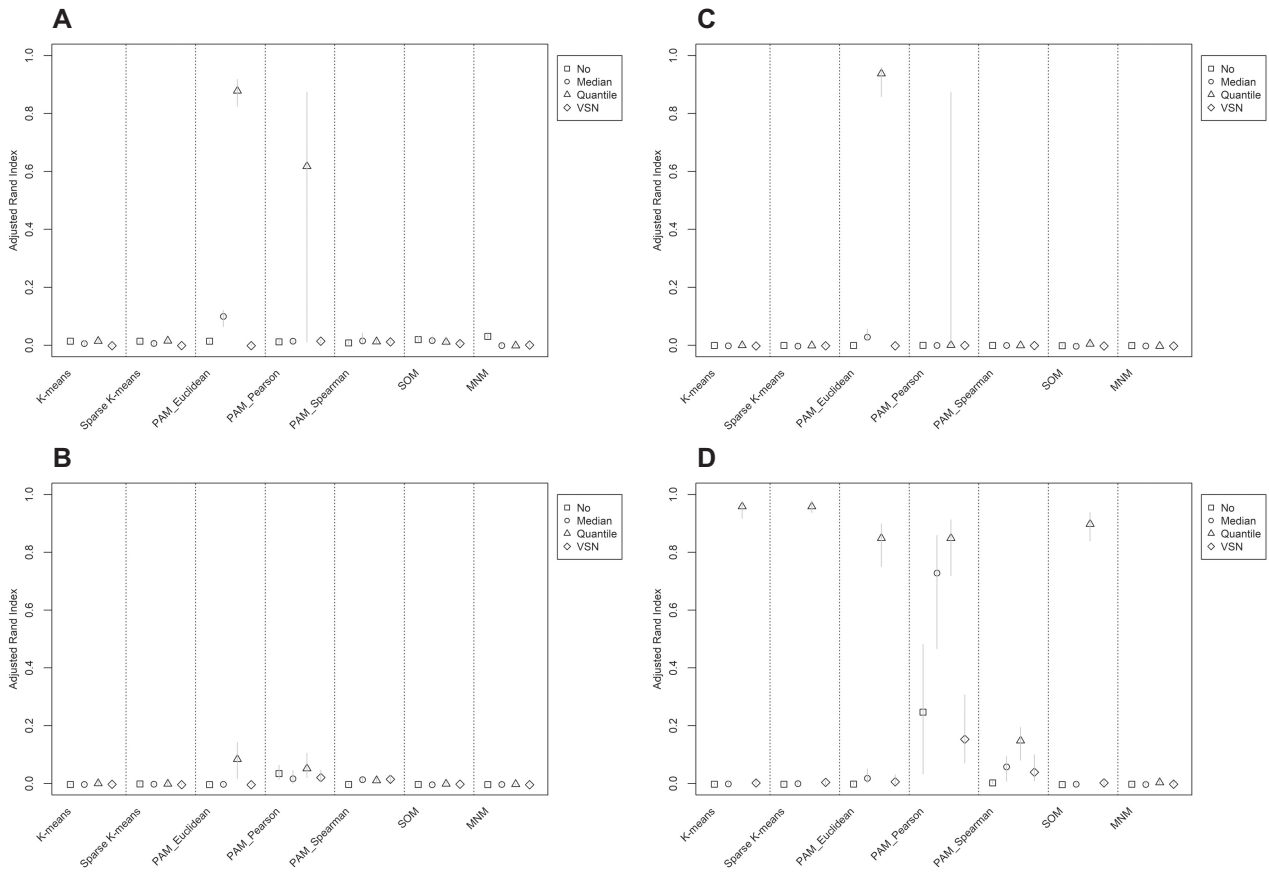 A
Adjusted Rand Index
1.0
0.8
0.6
0.4
0.2
0.0
K-means
Sparse K-means
PAM_Euclidean
PAM_Pearson
PAM_Spearman
SOM
MNM
No
Median
Quantile
VSN
C
Adjusted Rand Index
1.0
0.8
0.6
0.4
0.2
0.0
K-means
Sparse K-means
PAM_Euclidean
PAM_Pearson
PAM_Spearman
SOM
MNM
No
Median
Quantile
VSN
B
Adjusted Rand Index
1.0
0.8
0.6
0.4
0.2
0.0
K-means
Sparse K-means
PAM_Euclidean
PAM_Pearson
PAM_Spearman
SOM
MNM
No
Median
Quantile
VSN
D
Adjusted Rand Index
1.0
0.8
0.6
0.4
0.2
0.0
K-means
Sparse K-means
PAM_Euclidean
PAM_Pearson
PAM_Spearman
SOM
MNM
No
Median
Quantile
VSN